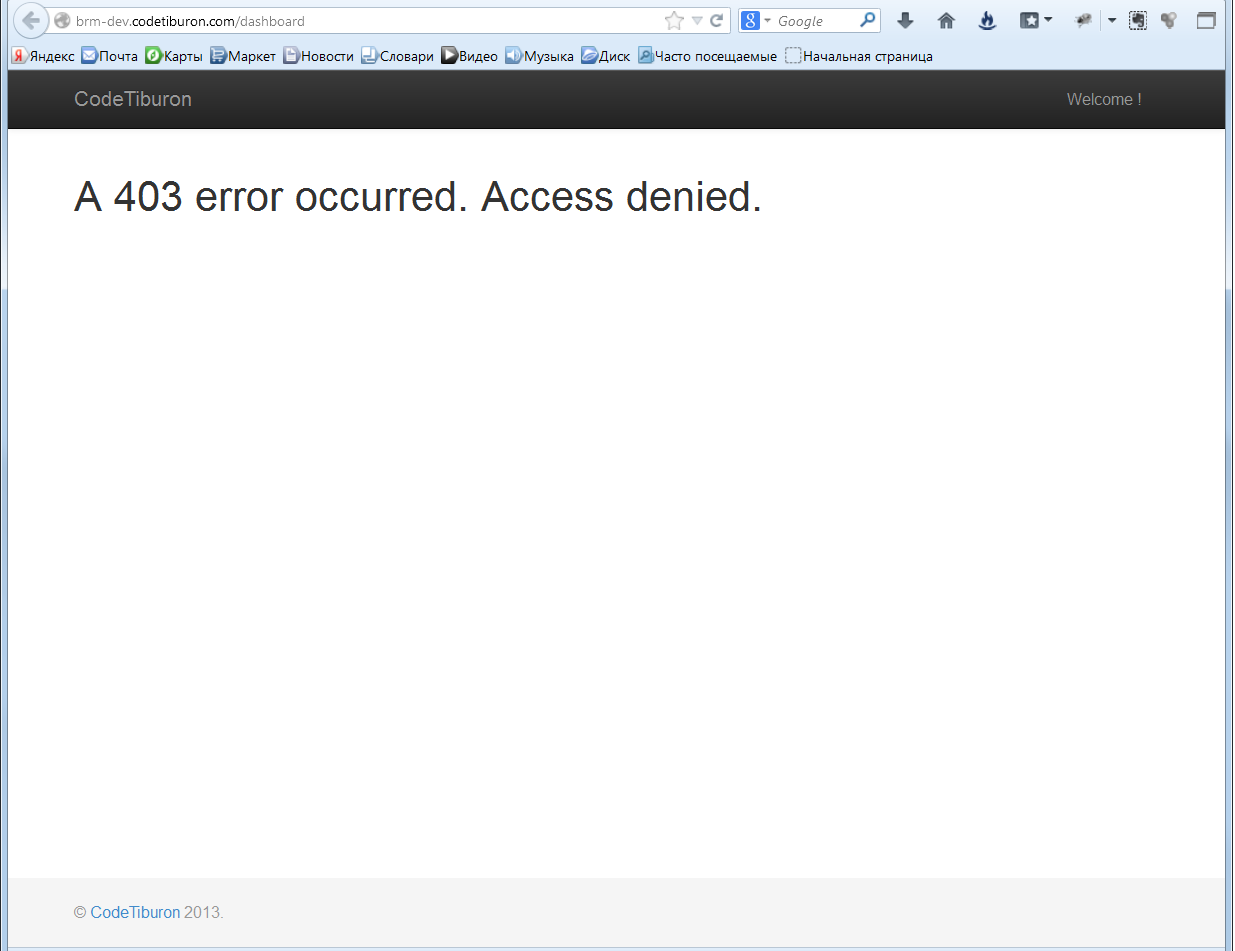 brm-dev.codetiburon.com/dashboard
Google
Яндекс Почта Карты Маркет Новости Словари Видео Музыка Диск Часто посещаемые Начальная страница
CodeTiburon Welcome !
A 403 error occurred. Access denied.
© CodeTiburon 2013.